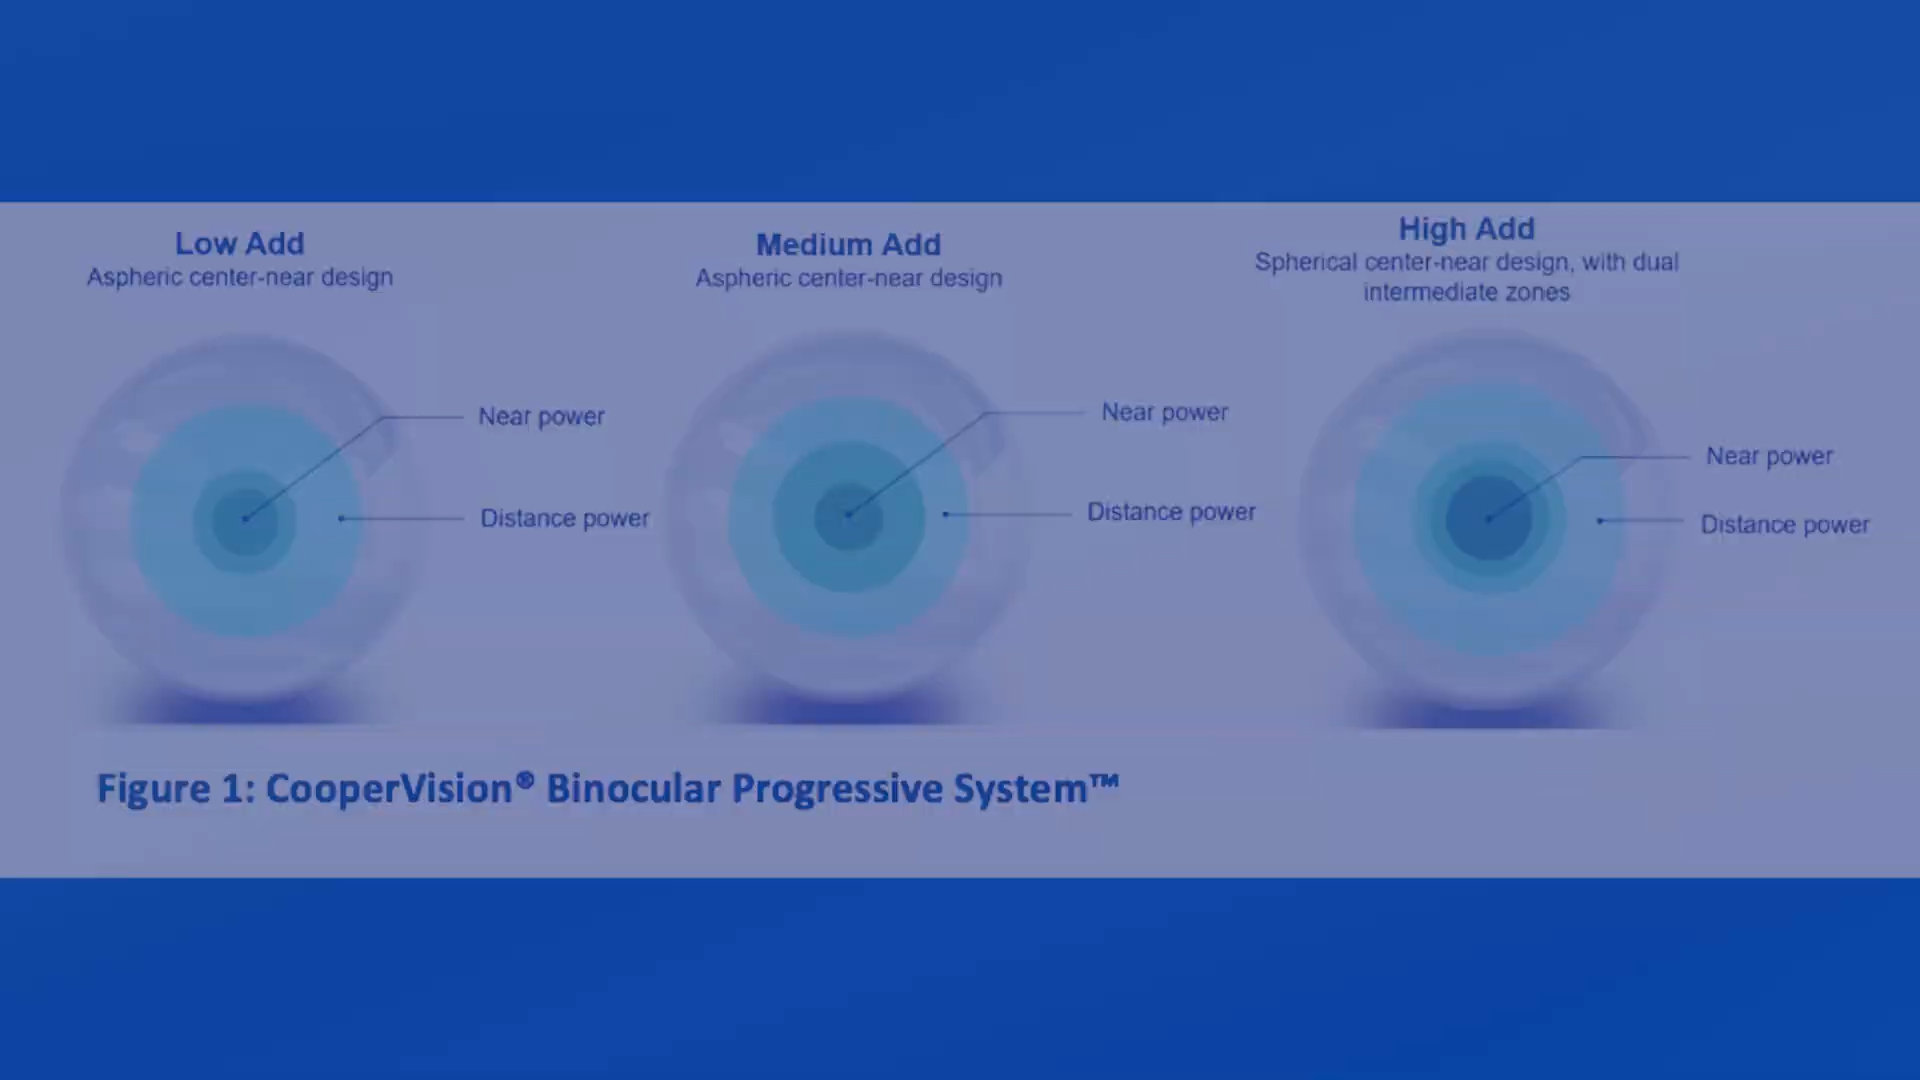 Low Add
Aspheric center-near design
Near power
Distance power
Medium Add
Aspheric center-near design
Near power
Distance power
High Add
Spherical center-near design, with dual
intermediate zones
Near power
Distance power
Figure 1: CooperVision® Binocular Progressive System™